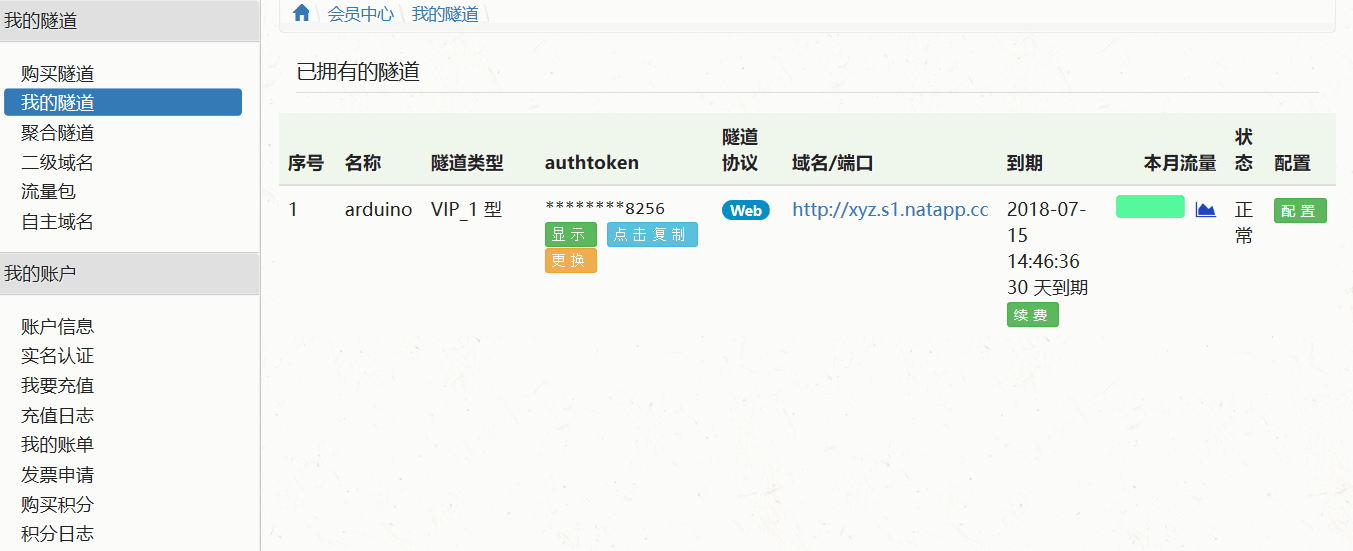 我的隧道
购买隧道
我的隧道
聚合隧道
二级域名
流量包
自主域名
我的账户
账户信息
实名认证
我要充值
充值日志
我的账单
发票申请
购买积分
积分日志
会员中心 我的隧道
已拥有的隧道
序号 名称 隧道类型 authtoken 隧道协议 域名/端口 到期 本月流量 状态 配置
1 arduino VIP_1 型 ********8256 Web http://xyz.s1.natapp.cc 2018-07- 正 配置
显示 点击复制 15 常
更换 14:46:36
30 天到期
续费